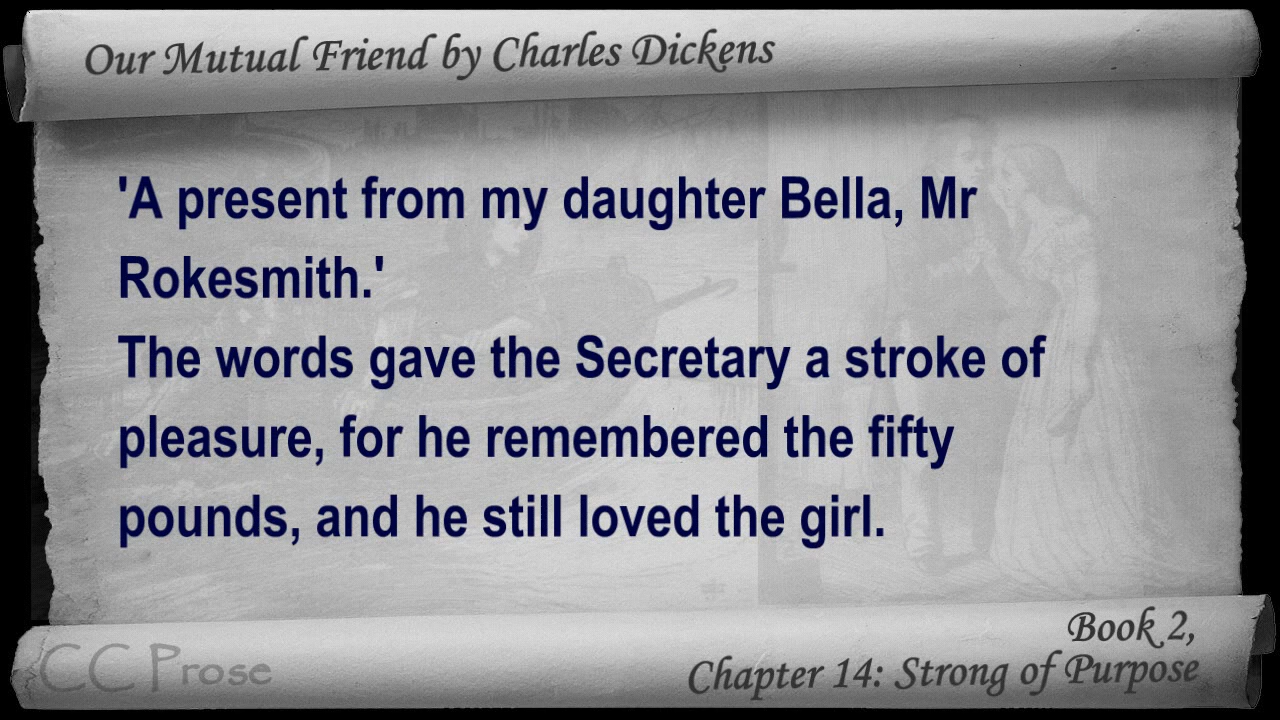 Our Mutual Friend by Charles Dickens
'A present from my daughter Bella, Mr
Rokesmith.'
The words gave the Secretary a stroke of
pleasure, for he remembered the fifty
pounds, and he still loved the girl.
Book 2,
CC Prose
Chapter 14: Strong of Purpose